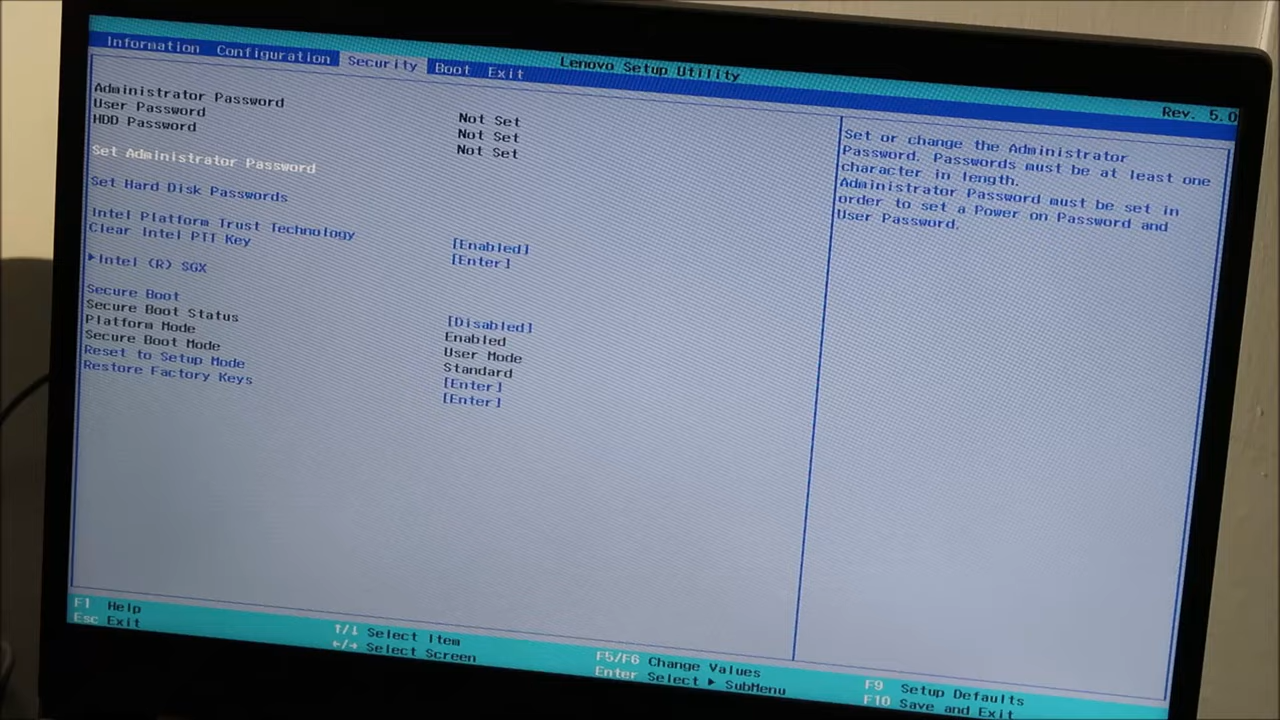 Lenovo Setup Utility
Rev. 5.0
Information Configuration Security Boot Exit
Administrator Password Not Set
User Password Not Set
HDD Password Not Set
Set Administrator Password
Set Hard Disk Passwords
Intel Platform Trust Technology [Enabled]
Clear Intel PTT Key [Enter]
▶Intel (R) SGX
Secure Boot [Disabled]
Secure Boot Status Enabled
Platform Mode User Mode
Secure Boot Mode Standard
Reset to Setup Mode [Enter]
Restore Factory Keys [Enter]
Set or change the Administrator
Password. Passwords must be at least one
character in length.
Administrator Password must be set in
order to set a Power on Password and
User Password.
F1 Help ↑/↓ Select Item F5/F6 Change Values F9 Setup Defaults
Esc Exit ←/→ Select Screen Enter Select ▶ SubMenu F10 Save and Exit